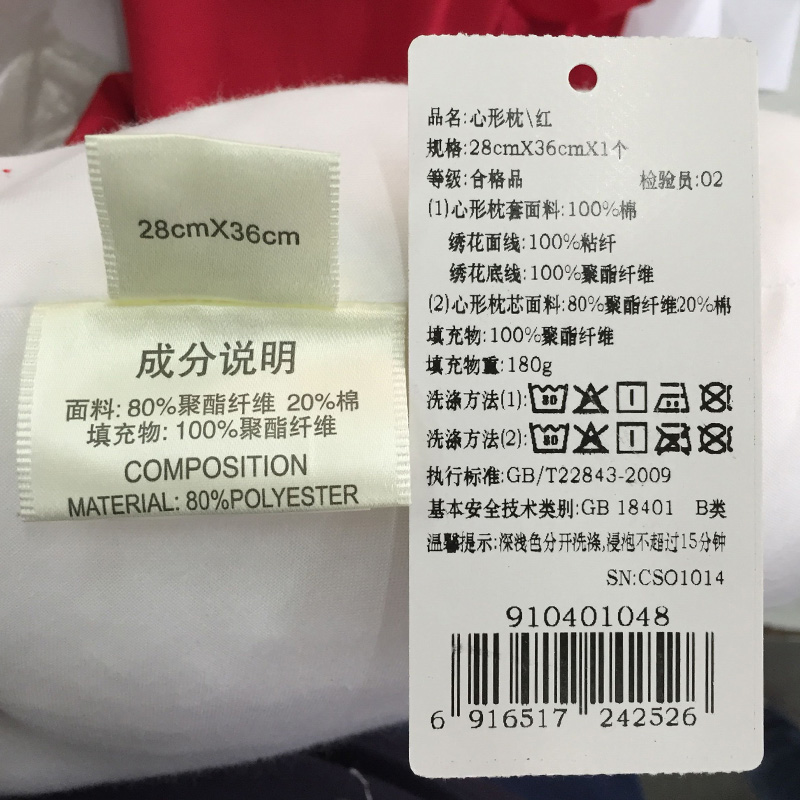 28cmX36cm
成分说明
面料: 80%聚酯纤维 20%棉
填充物: 100%聚酯纤维
COMPOSITION
MATERIAL: 80%POLYESTER
品名:心形枕\红
规格:28cmX36cmX1个
等级:合格品 检验员:02
(1)心形枕套面料:100%棉
绣花面线:100%粘纤
绣花底线:100%聚酯纤维
(2)心形枕芯面料:80%聚酯纤维20%棉
填充物:100%聚酯纤维
填充物重:180g
洗涤方法(1):
洗涤方法(2):
执行标准:GB/T22843-2009
基本安全技术类别:GB 18401 B类
温馨提示:深浅色分开洗涤,浸泡不超过15分钟
SN:CSO1014
910401048
6 916517 242526